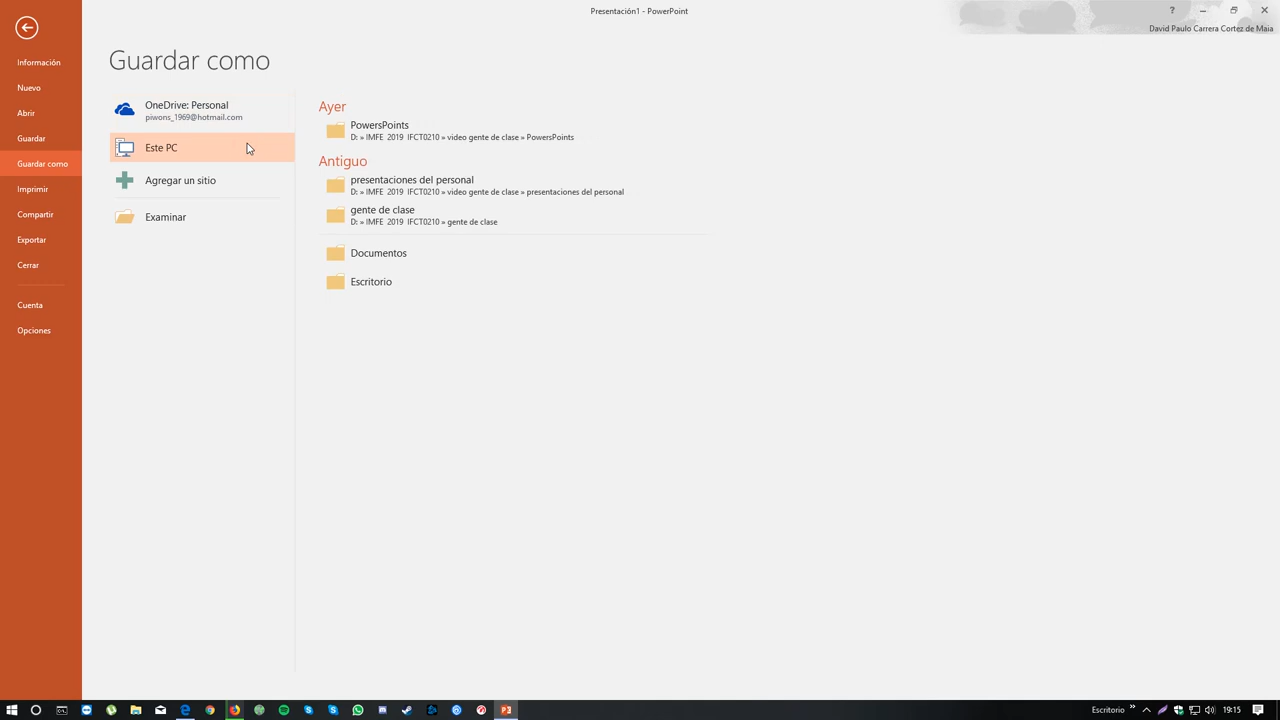 Presentación1 - PowerPoint
?
David Paulo Carrera Cortez de Maia
Información
Nuevo
Abrir
Guardar
Guardar como
Imprimir
Compartir
Exportar
Cerrar
Cuenta
Opciones
Guardar como
OneDrive: Personal
piwons_1969@hotmail.com
Este PC
Agregar un sitio
Examinar
Ayer
PowersPoints
D: » IMFE 2019 IFCT0210 » video gente de clase » PowersPoints
Antiguo
presentaciones del personal
D: » IMFE 2019 IFCT0210 » video gente de clase » presentaciones del personal
gente de clase
D: » IMFE 2019 IFCT0210 » gente de clase
Documentos
Escritorio
Escritorio
19:15